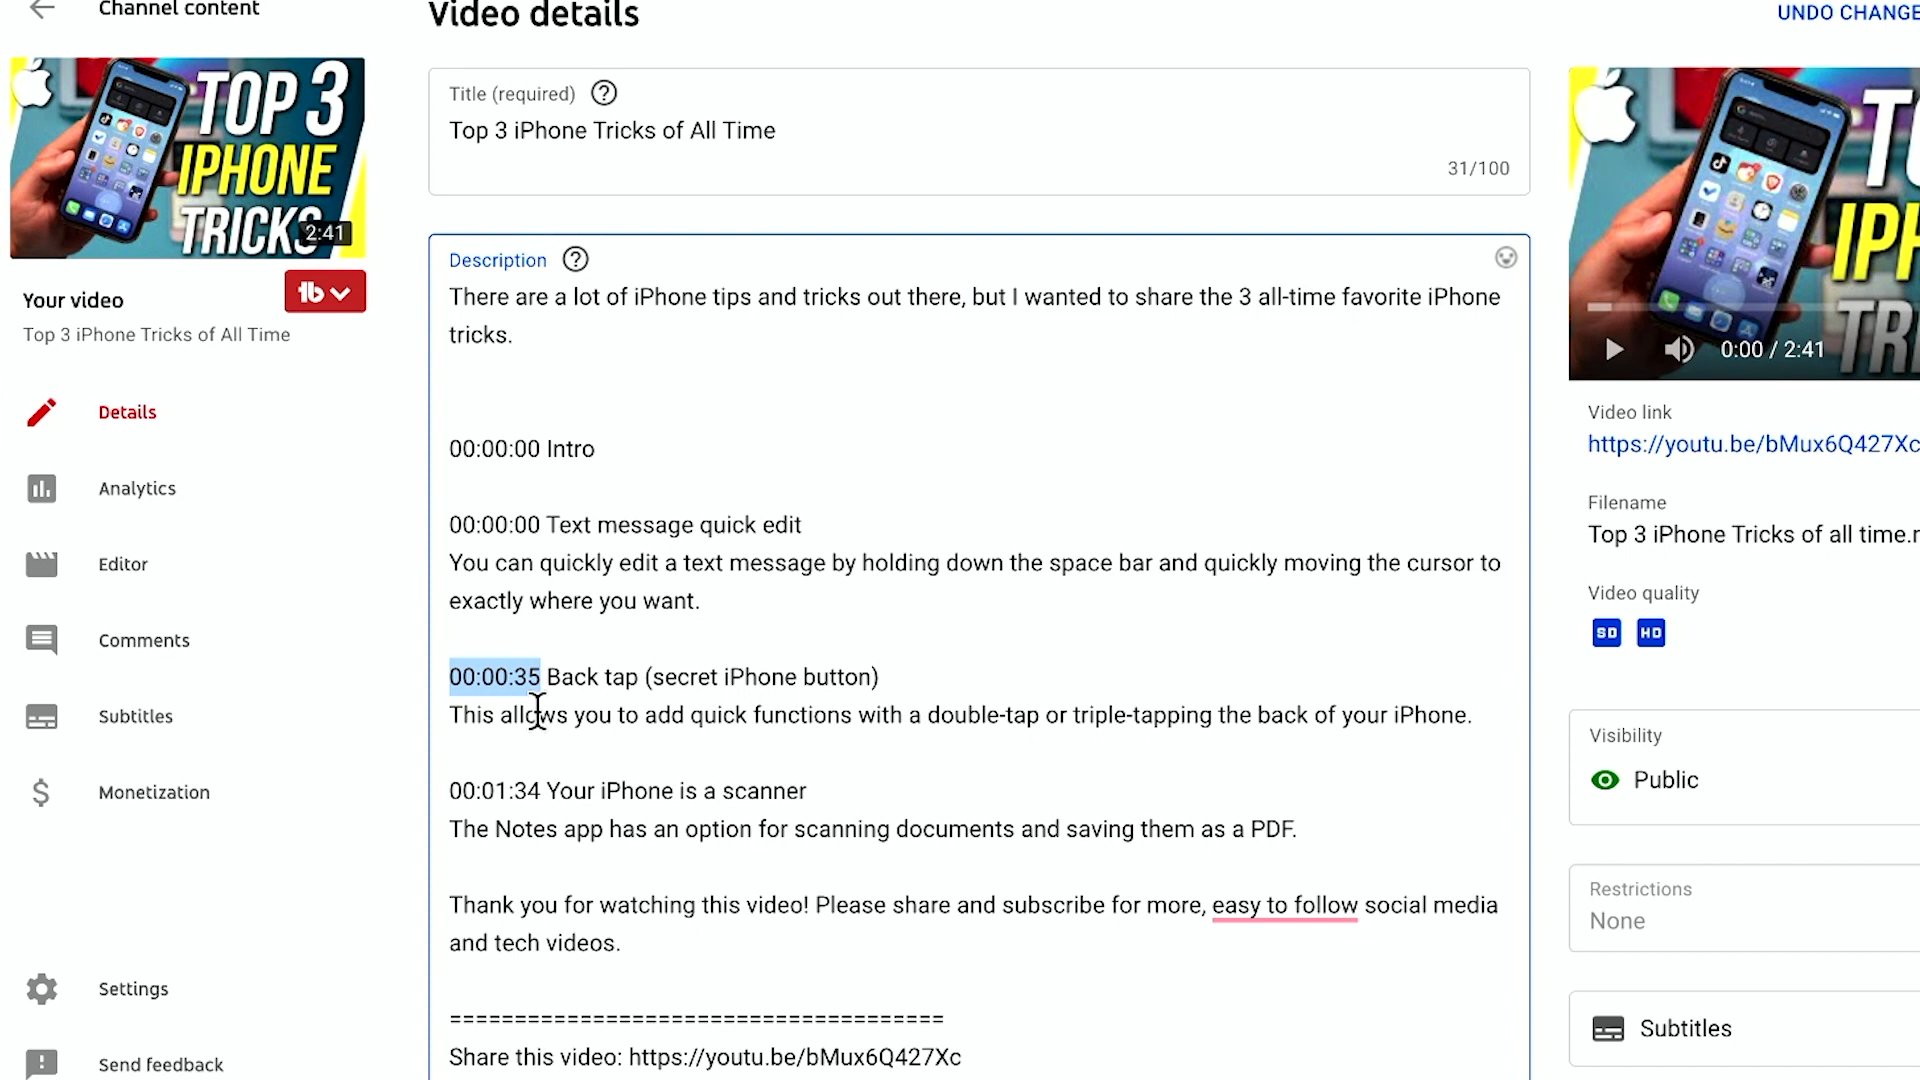 Channel content
Video details
UNDO CHANGE
TOP 3
IPHONE
TRICKS
2:41
Your video
Top 3 iPhone Tricks of All Time
Details
Analytics
Editor
Comments
Subtitles
Monetization
Settings
Send feedback
Title (required)
Top 3 iPhone Tricks of All Time
31/100
Description
There are a lot of iPhone tips and tricks out there, but I wanted to share the 3 all-time favorite iPhone
tricks.
00:00:00 Intro
00:00:00 Text message quick edit
You can quickly edit a text message by holding down the space bar and quickly moving the cursor to
exactly where you want.
00:00:35 Back tap (secret iPhone button)
This allows you to add quick functions with a double-tap or triple-tapping the back of your iPhone.
00:01:34 Your iPhone is a scanner
The Notes app has an option for scanning documents and saving them as a PDF.
Thank you for watching this video! Please share and subscribe for more, easy to follow social media
and tech videos.
======================================
Share this video: https://youtu.be/bMux6Q427Xc
TO
IPH
TRI
0:00 / 2:41
Video link
https://youtu.be/bMux6Q427Xc
Filename
Top 3 iPhone Tricks of all time.
Video quality
SD HD
Visibility
Public
Restrictions
None
Subtitles